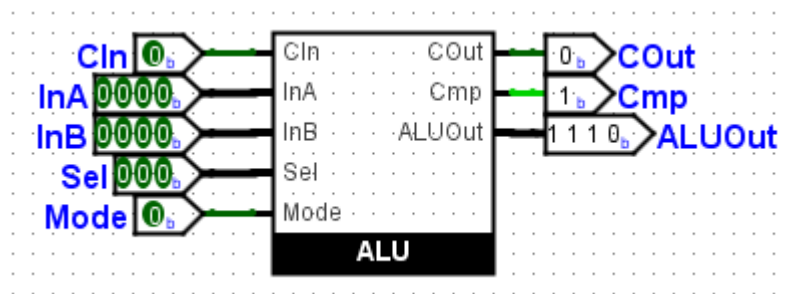 CIn 0b CIn COut 0b COut
InA 0000b InA Cmp 1b Cmp
InB 0000b InB ALUOut 1110b ALUOut
Sel 000b Sel
Mode 0b Mode
ALU